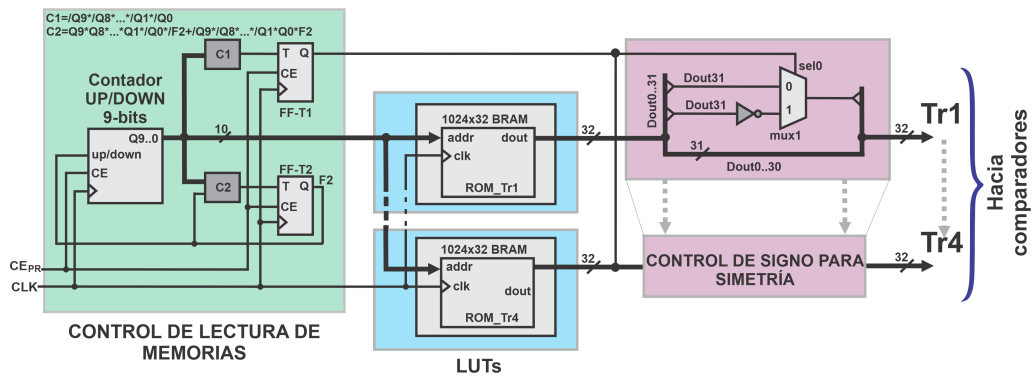 C1=/Q9*/Q8*...*/Q1*/Q0
C2=Q9*Q8*...*Q1*/Q0*/F2+/Q9*/Q8*...*/Q1*Q0*F2
Contador
UP/DOWN
9-bits
Q9..0
up/down
CE
C1
T Q
CE
FF-T1
10
FF-T2
C2
T Q
CE
F2
CEPR
CLK
CONTROL DE LECTURA DE
MEMORIAS
1024x32 BRAM
addr
dout
clk
ROM_Tr1
32
1024x32 BRAM
addr
clk
dout
ROM_Tr4
32
LUTs
Dout0..31
Dout31
Dout31
sel0
0
1
mux1
31
Dout0..30
CONTROL DE SIGNO PARA
SIMETRÍA
32
Tr1
32
Tr4
Hacia
comparadores